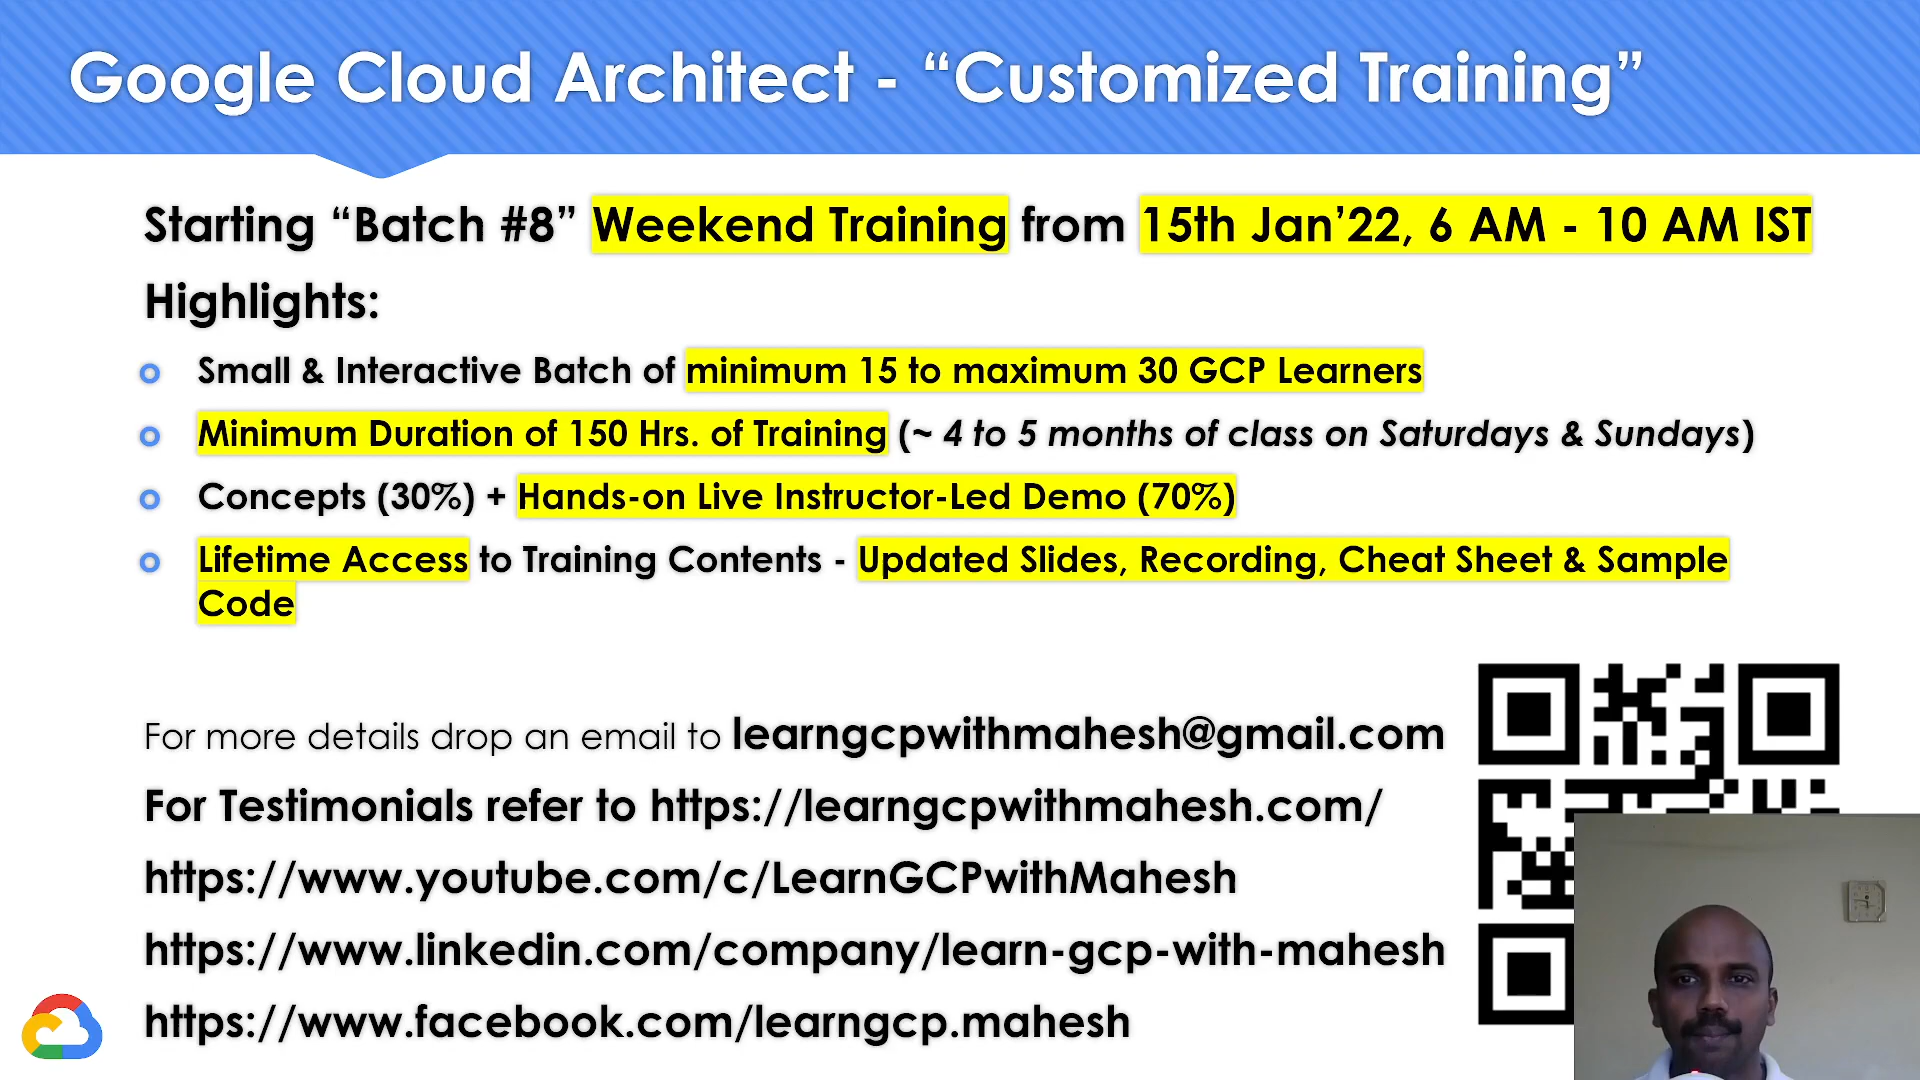 Google Cloud Architect - “Customized Training”
Starting “Batch #8” Weekend Training from 15th Jan’22, 6 AM - 10 AM IST
Highlights:
Small & Interactive Batch of minimum 15 to maximum 30 GCP Learners
Minimum Duration of 150 Hrs. of Training (~ 4 to 5 months of class on Saturdays & Sundays)
Concepts (30%) + Hands-on Live Instructor-Led Demo (70%)
Lifetime Access to Training Contents - Updated Slides, Recording, Cheat Sheet & Sample
Code
For more details drop an email to learngcpwithmahesh@gmail.com
For Testimonials refer to https://learngcpwithmahesh.com/
https://www.youtube.com/c/LearnGCPwithMahesh
https://www.linkedin.com/company/learn-gcp-with-mahesh
https://www.facebook.com/learngcp.mahesh